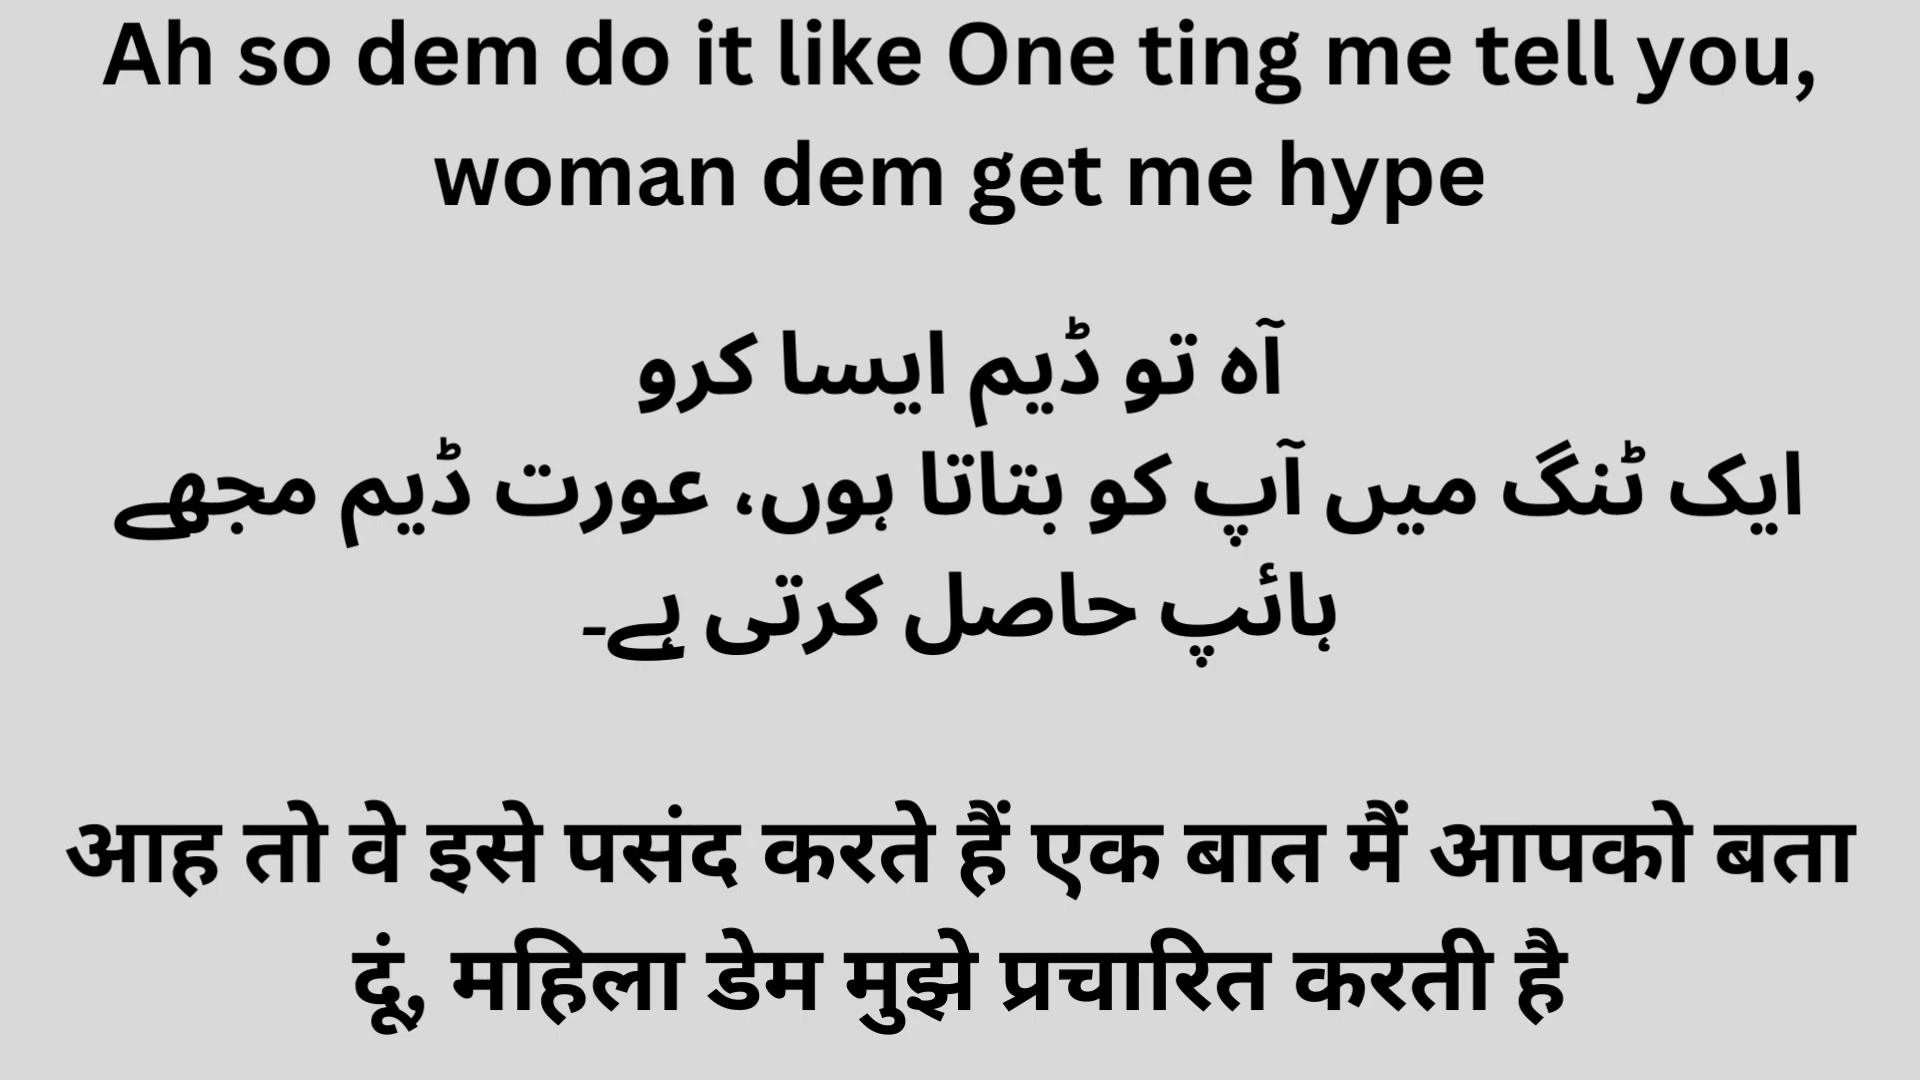 Ah so dem do it like One ting me tell you,
woman dem get me hype
آہ تو ڈیم ایسا کرو
ایک ٹنگ میں آپ کو بتاتا ہوں، عورت ڈیم مجھے
ہائپ حاصل کرتی ہے۔
आह तो वे इसे पसंद करते हैं एक बात मैं आपको बता
दूं, महिला डेम मुझे प्रचारित करती है